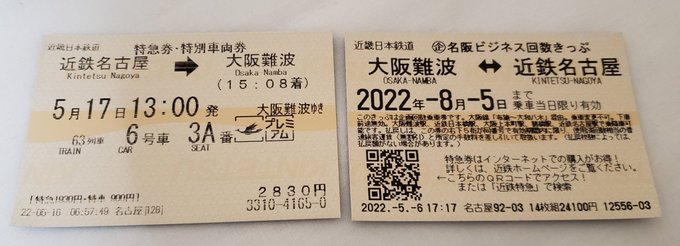 近畿日本鉄道 特急券・特別車両券
近鉄名古屋 ➡ 大阪難波
Kintetsu Nagoya Osaka Namba
(15:08着)
5月17日 13:00発 大阪難波ゆき
63列車 6号車 3A番 プレミアム
TRAIN CAR SEAT
2830円
[特急1930円・特車 900円]
22-05-16 06:57:49 名古屋[126] 3310-4165-0
近畿日本鉄道 企 名阪ビジネス回数きっぷ
大阪難波 ↔ 近鉄名古屋
OSAKA-NAMBA KINTETSU-NAGOYA
2022年-8月-5日 まで
乗車当日限り有効
特急券はインターネットでの購入がお得!
詳しくは、近鉄ホームページをご覧ください。
←こちらのQRコードでアクセス!
または「近鉄特急」で検索
2022.-5.-6 17:17 名古屋92-03 14枚組24100円 12556-03